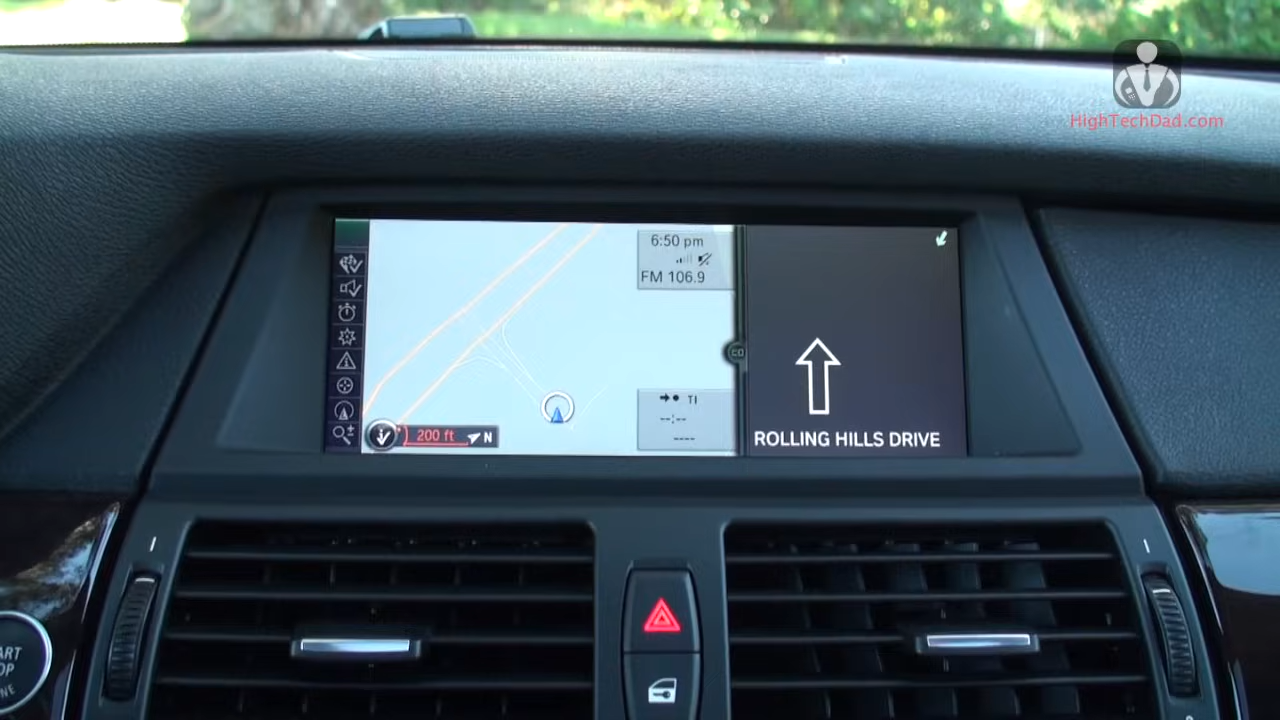 HighTechDad.com
6:50 pm
FM 106.9
TI
--:--
----
200 ft
N
ROLLING HILLS DRIVE